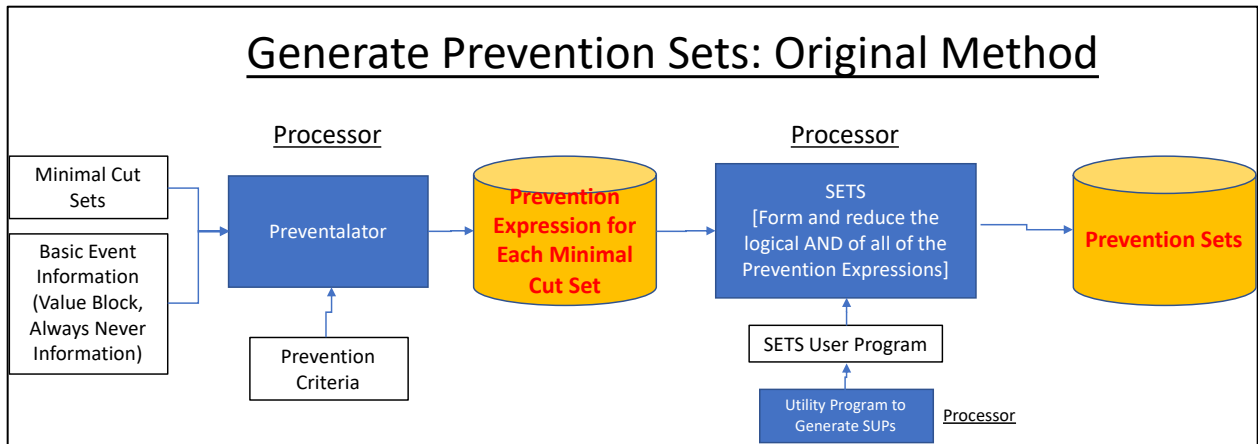 Generate Prevention Sets: Original Method
Processor
Processor
Minimal Cut
Sets
Basic Event
Information
(Value Block,
Always Never
Information)
Preventalator
Prevention
Criteria
Prevention
Expression for
Each Minimal
Cut Set
SETS
[Form and reduce the
logical AND of all of the
Prevention Expressions]
SETS User Program
Utility Program to
Generate SUPs
Processor
Prevention Sets